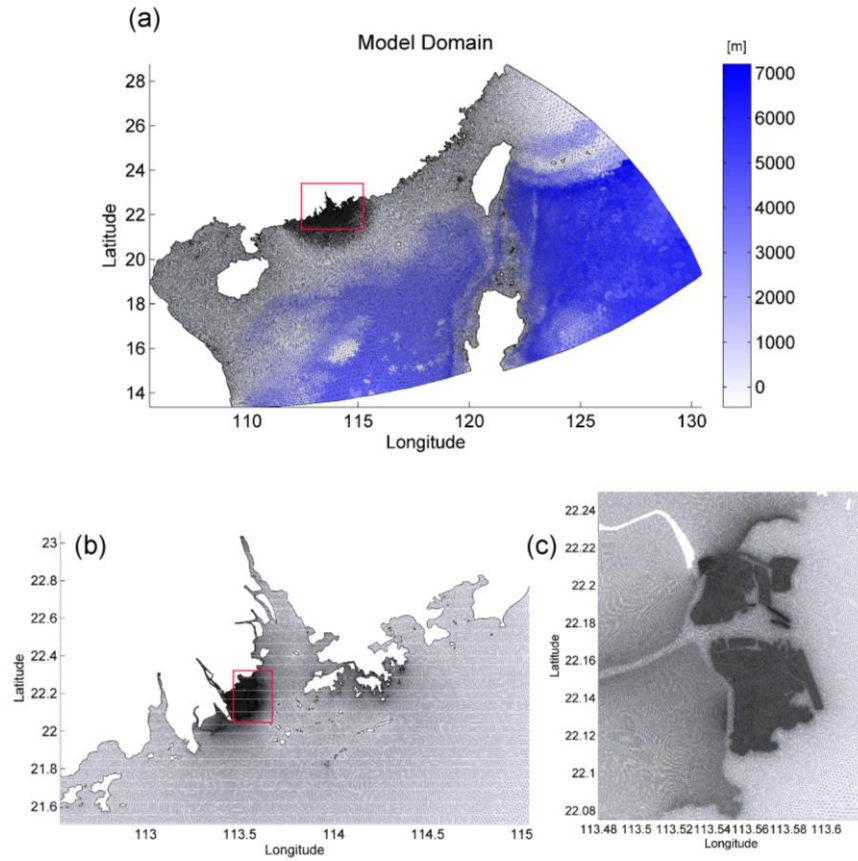 (a)
Model Domain
[m]
7000
6000
5000
4000
3000
2000
1000
0
Latitude
28
26
24
22
20
18
16
14
110 115 120 125 130
Longitude
(b)
Latitude
23
22.8
22.6
22.4
22.2
22
21.8
21.6
113 113.5 114 114.5 115
Longitude
(c)
Latitude
22.24
22.22
22.2
22.18
22.16
22.14
22.12
22.1
22.08
113.48 113.5 113.52 113.54 113.56 113.58 113.6
Longitude